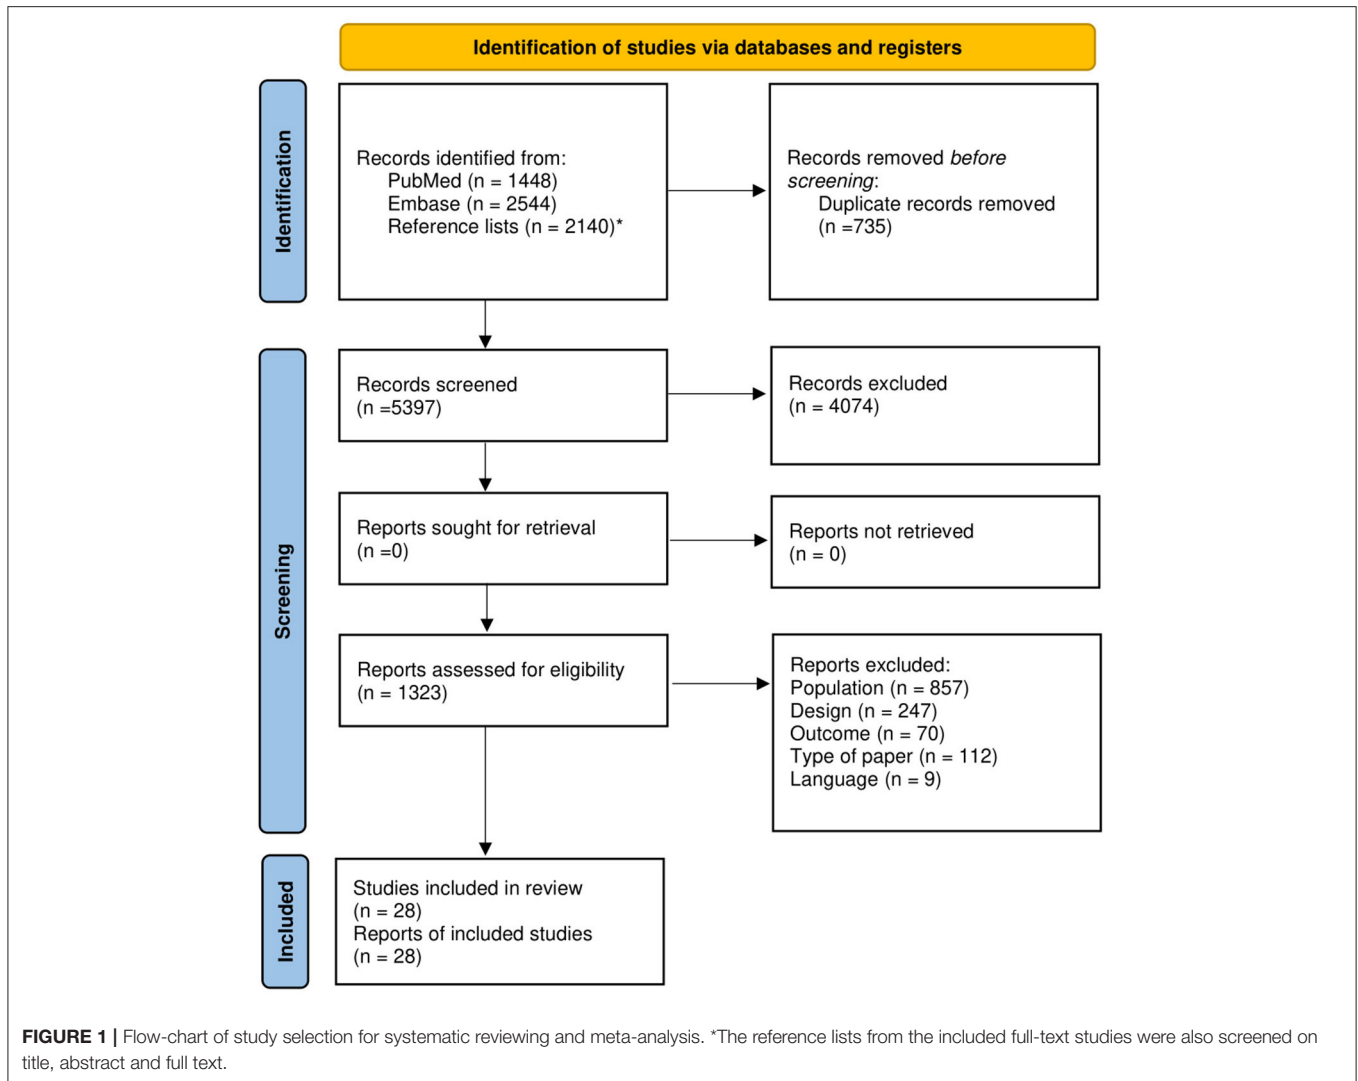 Identification of studies via databases and registers
Identification
Records identified from:
PubMed (n = 1448)
Embase (n = 2544)
Reference lists (n = 2140)*
Records removed before
screening:
Duplicate records removed
(n =735)
Screening
Records screened
(n =5397)
Records excluded
(n = 4074)
Reports sought for retrieval
(n =0)
Reports not retrieved
(n = 0)
Reports assessed for eligibility
(n = 1323)
Reports excluded:
Population (n = 857)
Design (n = 247)
Outcome (n = 70)
Type of paper (n = 112)
Language (n = 9)
Included
Studies included in review
(n = 28)
Reports of included studies
(n = 28)
FIGURE 1 | Flow-chart of study selection for systematic reviewing and meta-analysis. *The reference lists from the included full-text studies were also screened on
title, abstract and full text.